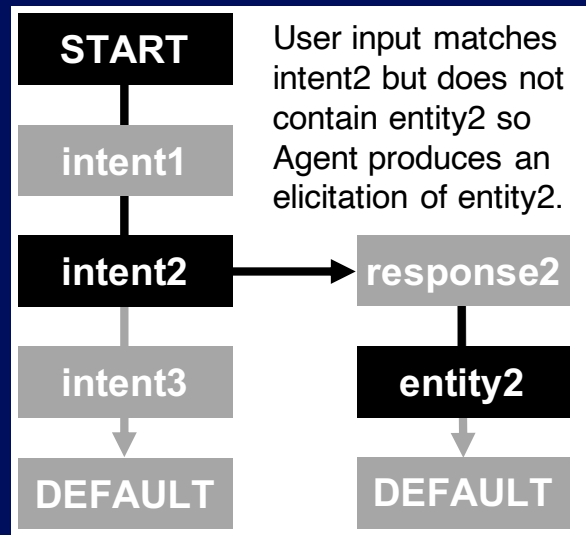 START
intent1
intent2
intent3
DEFAULT
User input matches
intent2 but does not
contain entity2 so
Agent produces an
elicitation of entity2.
response2
entity2
DEFAULT